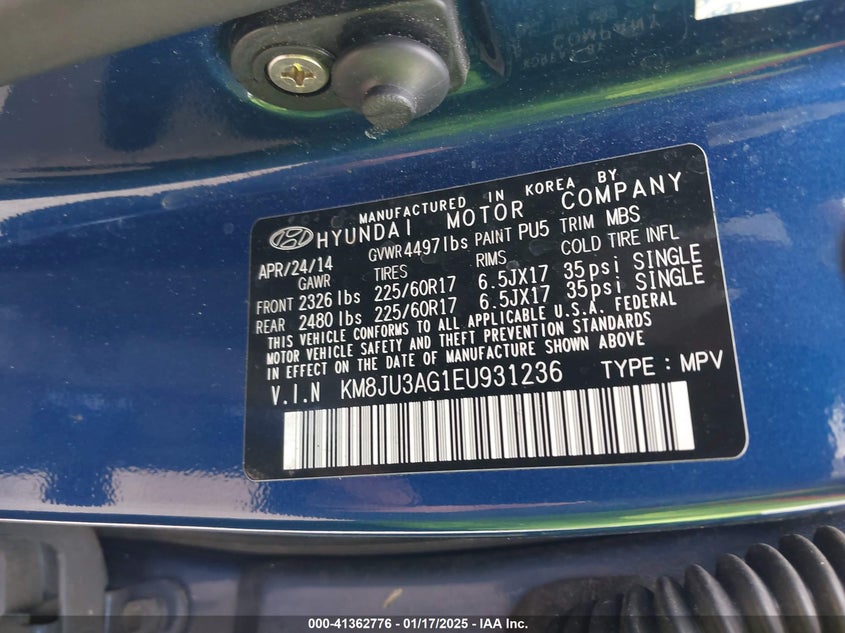 MANUFACTURED IN KOREA BY
HYUNDAI MOTOR COMPANY
APR/24/14 GVWR 4497 lbs PAINT PU5 TRIM MBS
GAWR TIRES RIMS COLD TIRE INFL
FRONT 2326 lbs 225/60R17 6.5JX17 35psi SINGLE
REAR 2480 lbs 225/60R17 6.5JX17 35psi SINGLE
THIS VEHICLE CONFORMS TO ALL APPLICABLE U.S.A. FEDERAL
MOTOR VEHICLE SAFETY AND THEFT PREVENTION STANDARDS
IN EFFECT ON THE DATE OF MANUFACTURE SHOWN ABOVE
V.I.N KM8JU3AG1EU931236 TYPE : MPV
000-41362776 - 01/17/2025 - IAA Inc.